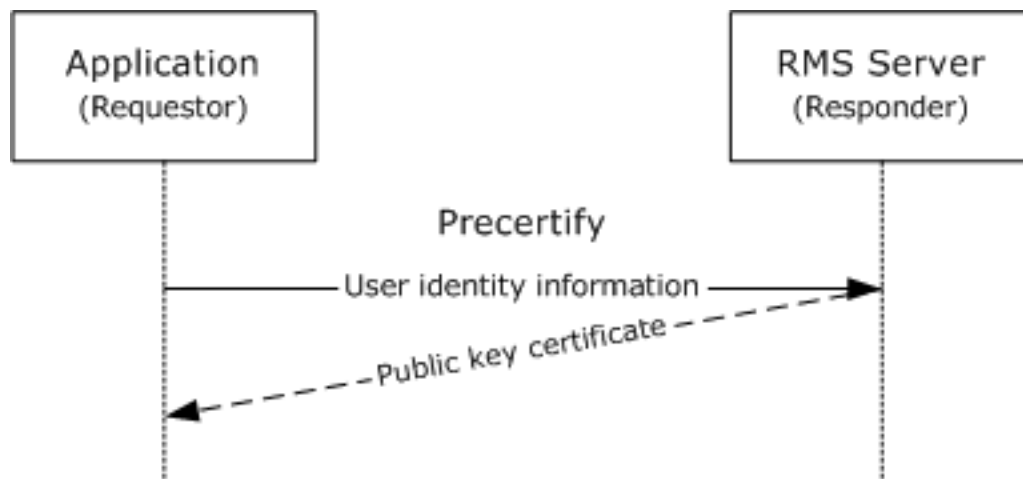 Application
(Requestor)
RMS Server
(Responder)
Precertify
User identity information
Public key certificate